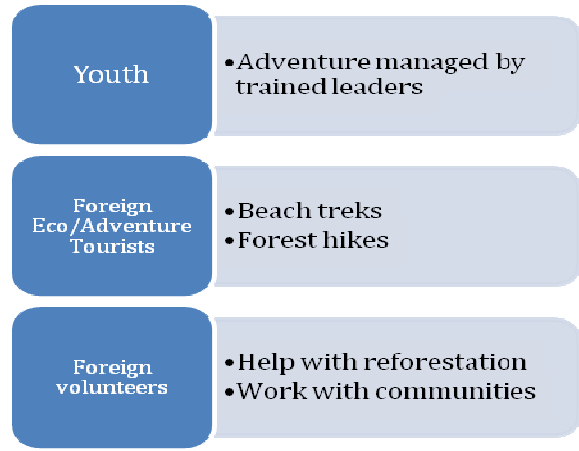 Youth
•Adventure managed by
trained leaders
Foreign
Eco/Adventure
Tourists
•Beach treks
•Forest hikes
Foreign
volunteers
•Help with reforestation
•Work with communities